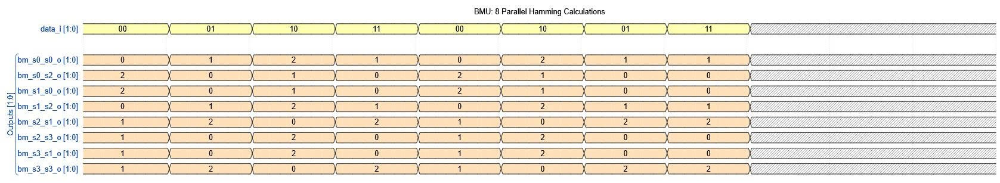 BMU: 8 Parallel Hamming Calculations
data_i [1:0] 00 01 10 11 00 10 01 11
Outputs [1:0]
bm_s0_s0_o [1:0] 0 1 2 1 0 2 1 1
bm_s0_s2_o [1:0] 2 0 1 0 2 1 0 0
bm_s1_s0_o [1:0] 2 0 1 0 2 1 0 0
bm_s1_s2_o [1:0] 0 1 2 1 0 2 1 1
bm_s2_s1_o [1:0] 1 2 0 2 1 0 2 2
bm_s2_s3_o [1:0] 1 0 2 0 1 2 0 0
bm_s3_s1_o [1:0] 1 0 2 0 1 2 0 0
bm_s3_s3_o [1:0] 1 2 0 2 1 0 2 2